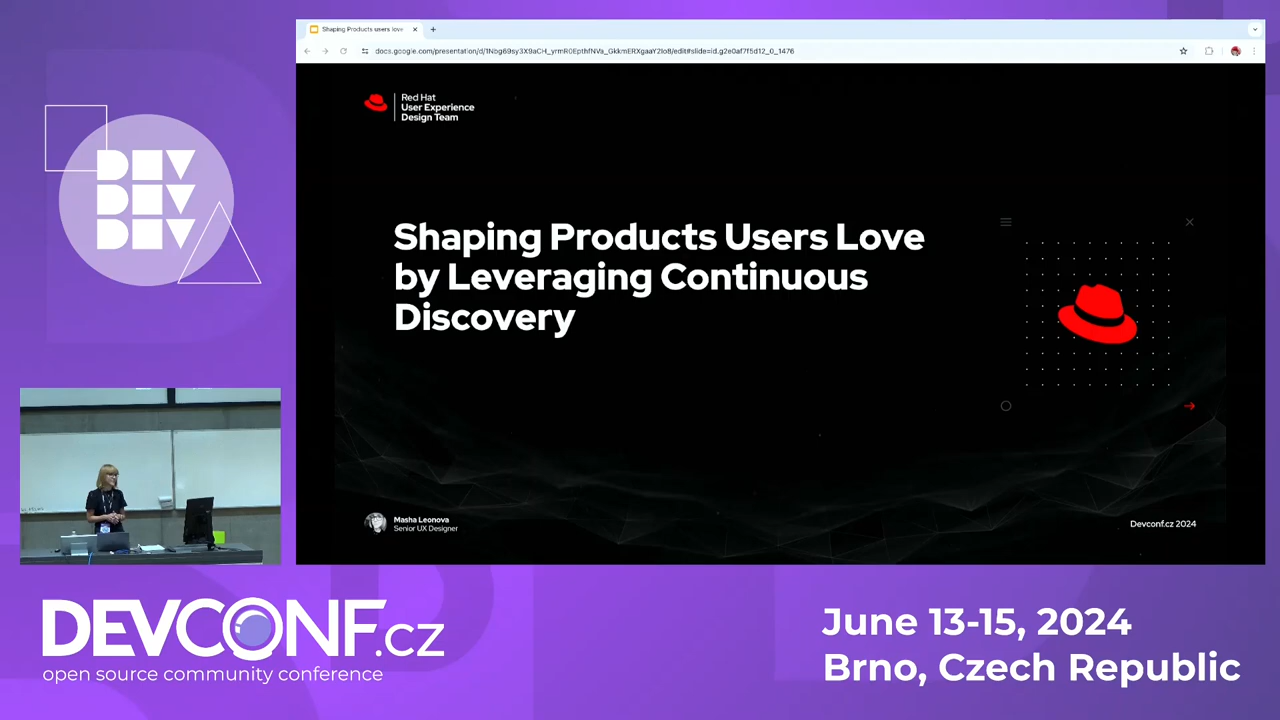 Shaping Products users love
docs.google.com/presentation/d/1Nbg69sy3X9aCH_yrmR0EpthfNVa_GkkmERXgaaY2Io8/edit#slide=id.g2e0af7f5d12_0_1476
Red Hat
User Experience
Design Team
Shaping Products Users Love
by Leveraging Continuous
Discovery
Masha Leonova
Senior UX Designer
Devconf.cz 2024
DEV
DEV
DEV
DEVCONF.cz
open source community conference
June 13-15, 2024
Brno, Czech Republic